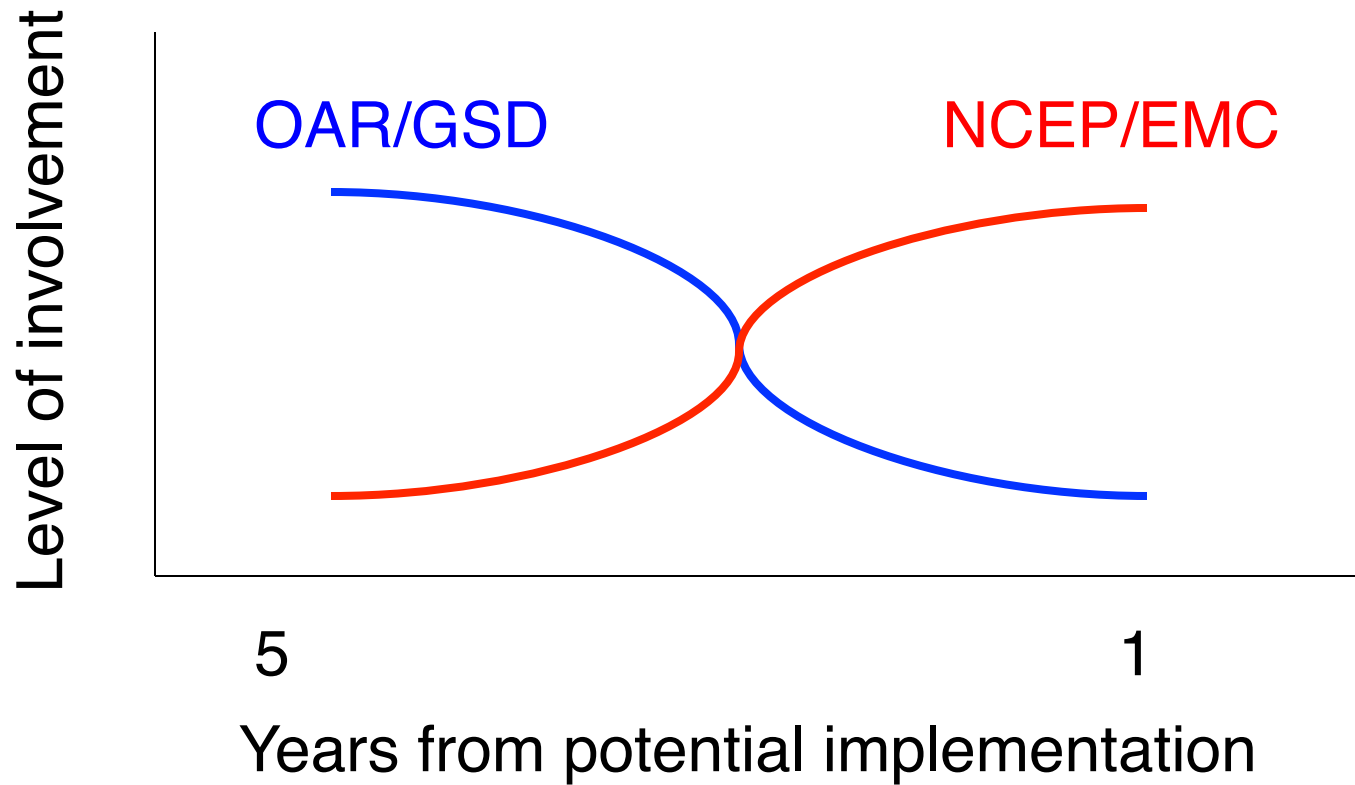 Level of involvement
OAR/GSD
NCEP/EMC
5
1
Years from potential implementation